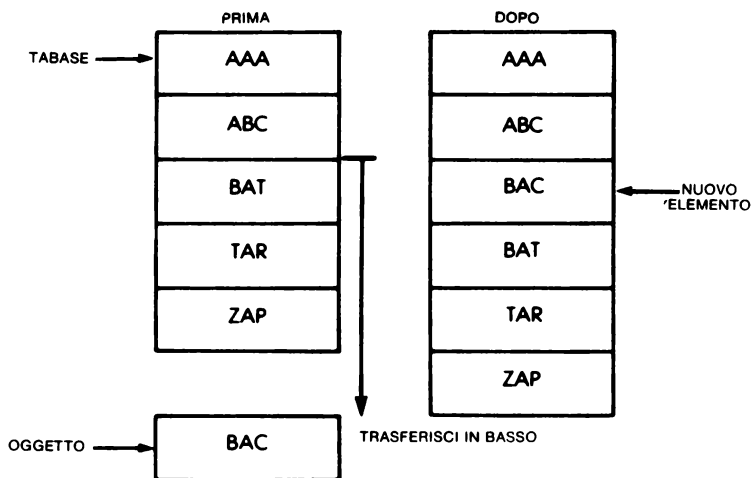 PRIMA
DOPO
TABASE
AAA
ABC
BAT
TAR
ZAP
AAA
ABC
BAC
BAT
TAR
ZAP
NUOVO
'ELEMENTO
TRASFERISCI IN BASSO
OGGETTO
BAC